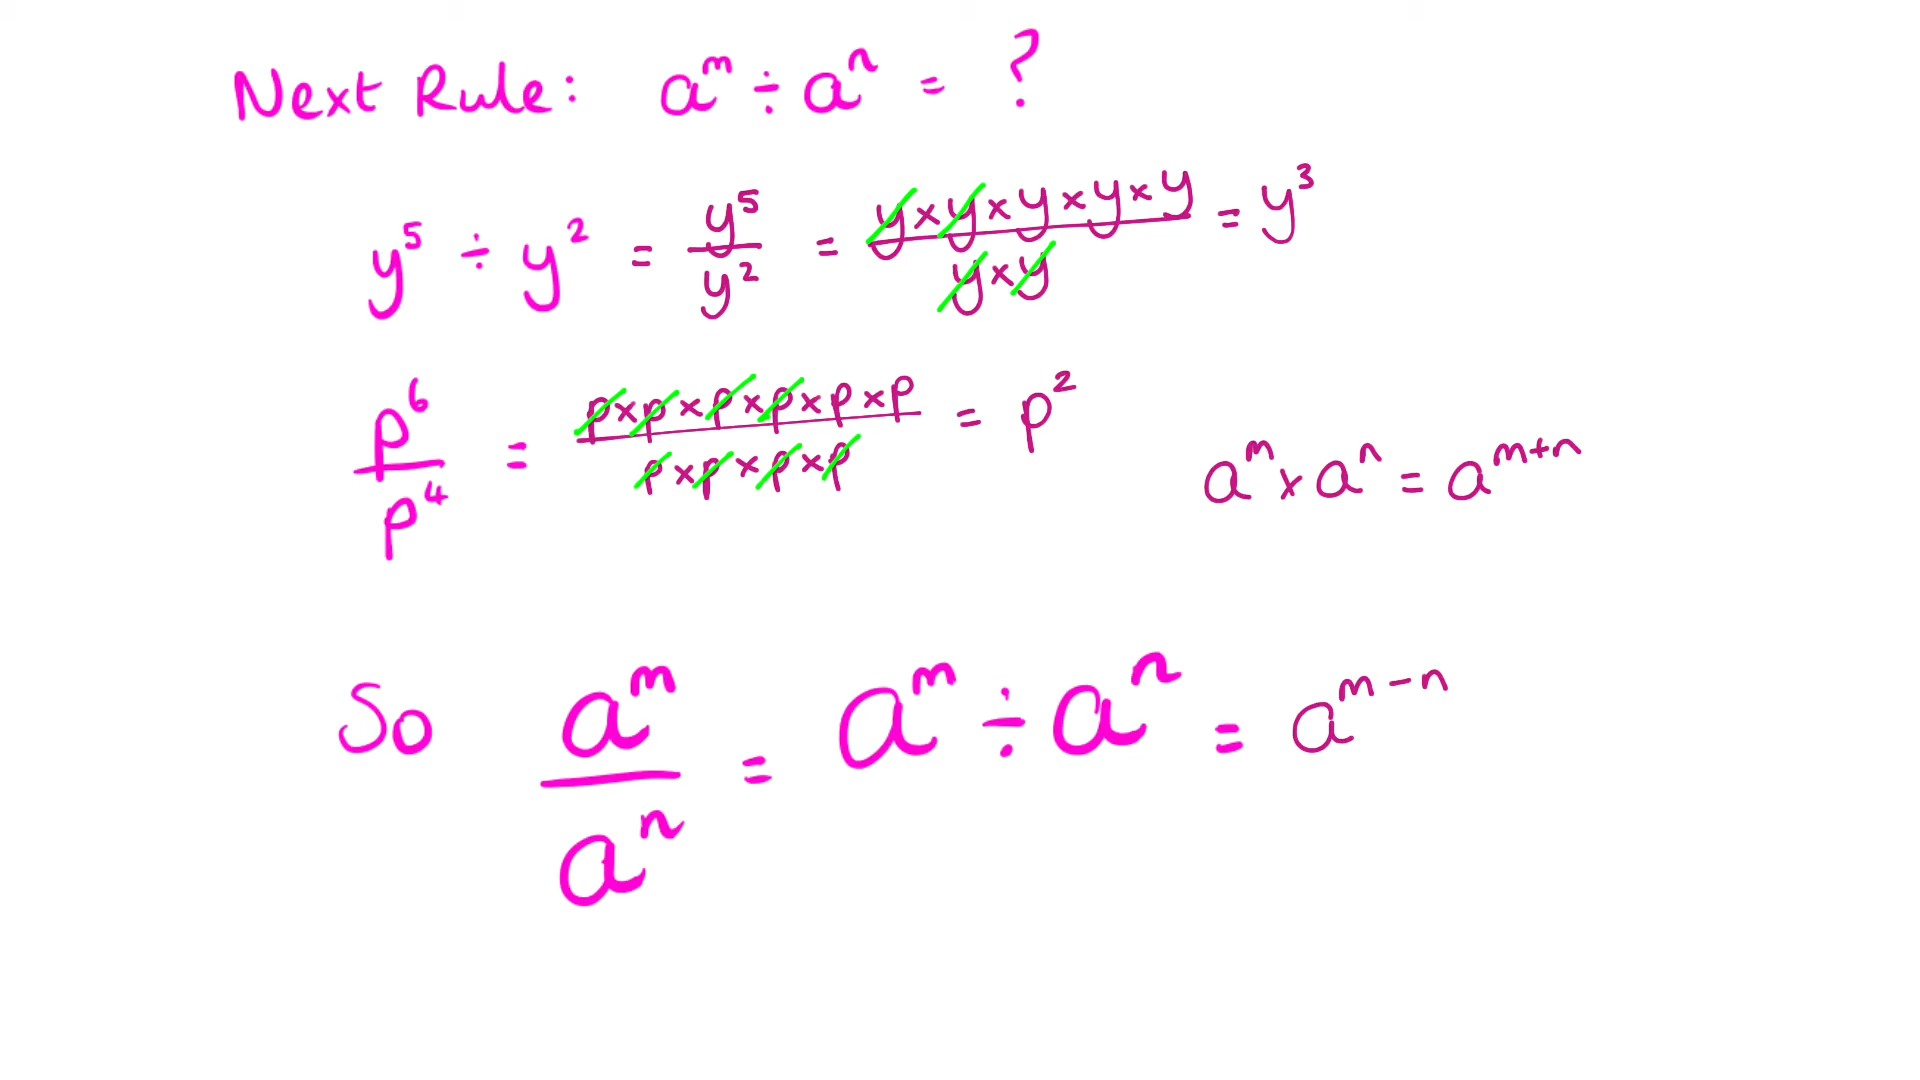 Next Rule: aᵐ ÷ aⁿ = ?
y⁵ ÷ y² = y⁵/y² = (y×y×y×y×y)/(y×y) = y³
p⁶/p⁴ = (p×p×p×p×p×p)/(p×p×p×p) = p²
aᵐ × aⁿ = aᵐ⁺ⁿ
So aᵐ/aⁿ = aᵐ ÷ aⁿ = aᵐ⁻ⁿ